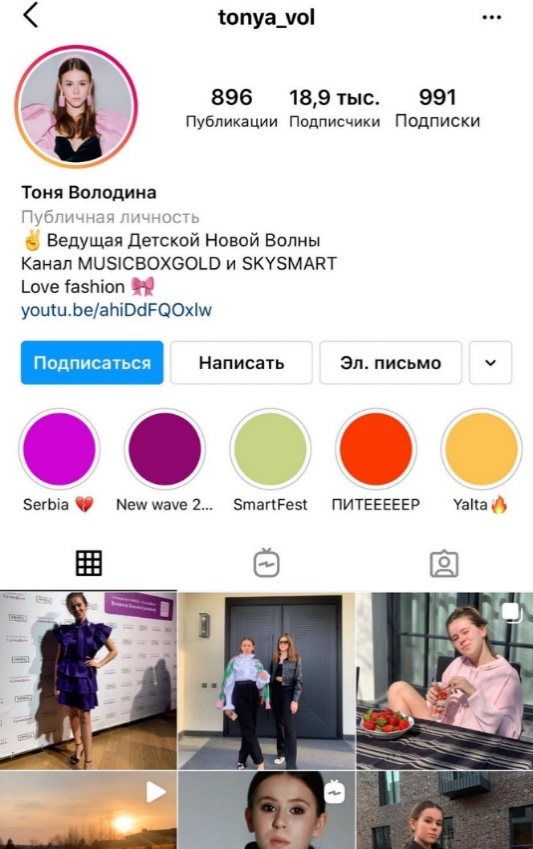 tonya_vol
896 18,9 тыс. 991
Публикации Подписчики Подписки
Тоня Володина
Публичная личность
✌️ Ведущая Детской Новой Волны
Канал MUSICBOXGOLD и SKYSMART
Love fashion 🎀
youtu.be/ahiDdFQOxlw
Подписаться Написать Эл. письмо
Serbia 💔 New wave 2... SmartFest ПИТЕЕЕЕЕР Yalta🔥